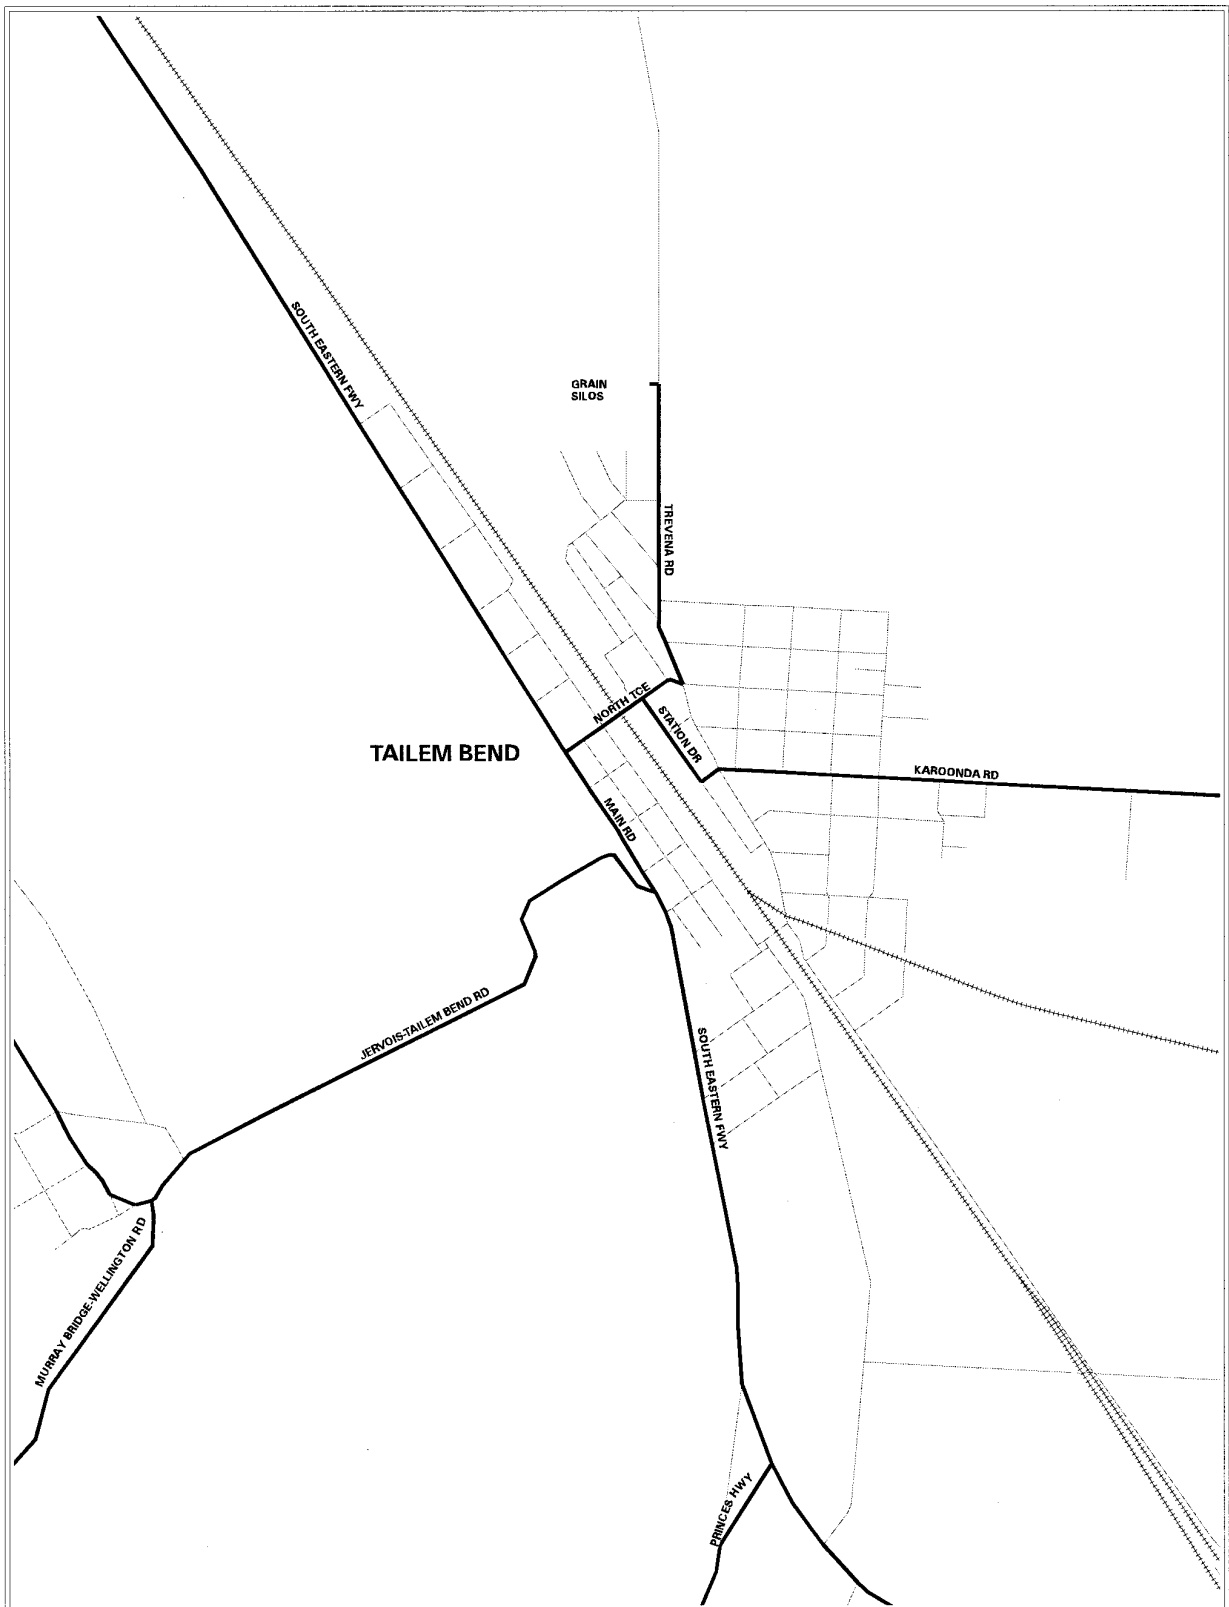 SOUTH EASTERN FWY
GRAIN
SILOS
TREVENA RD
NORTH TCE
STATION DR
TAILEM BEND
KAROONDA RD
MAIN RD
JERVOIS-TAILEM BEND RD
SOUTH EASTERN FWY
MURRAY BRIDGE-WELLINGTON RD
PRINCES HWY